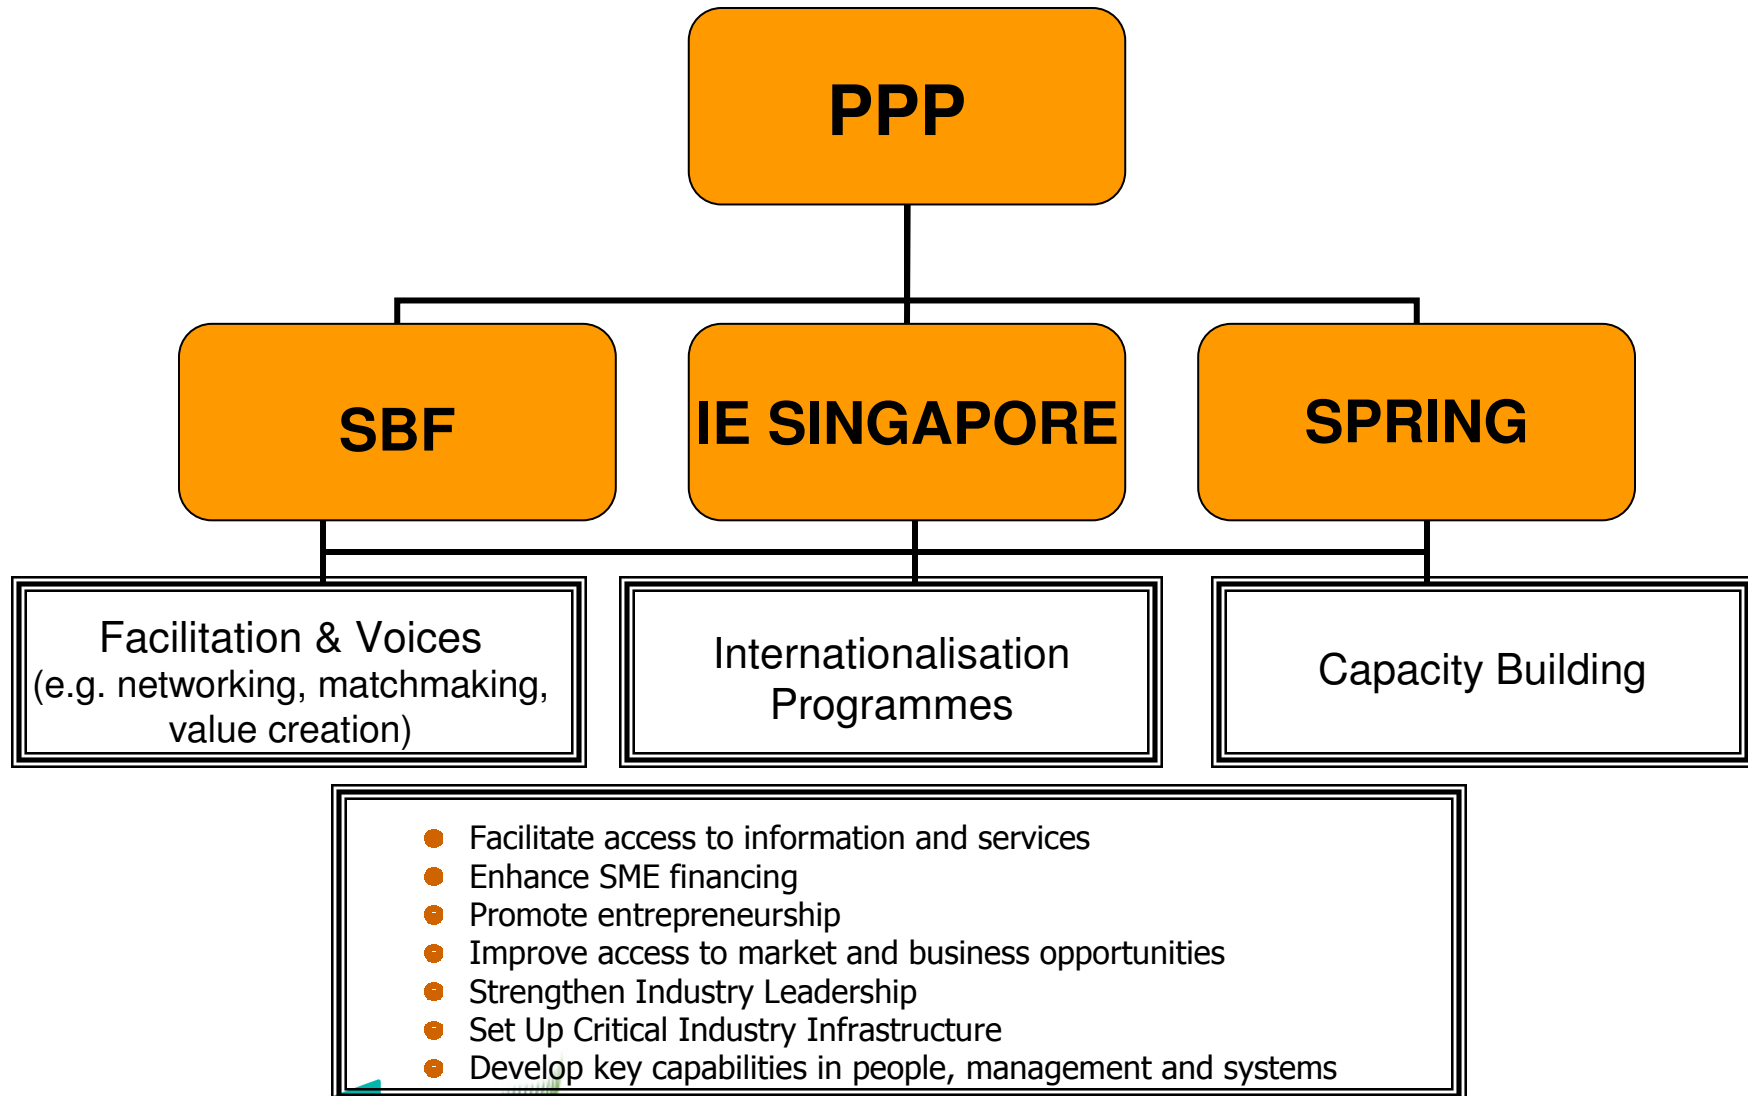 PPP
SBF
IE SINGAPORE
SPRING
Facilitation & Voices
(e.g. networking, matchmaking,
value creation)
Internationalisation
Programmes
Capacity Building
Facilitate access to information and services
Enhance SME financing
Promote entrepreneurship
Improve access to market and business opportunities
Strengthen Industry Leadership
Set Up Critical Industry Infrastructure
Develop key capabilities in people, management and systems